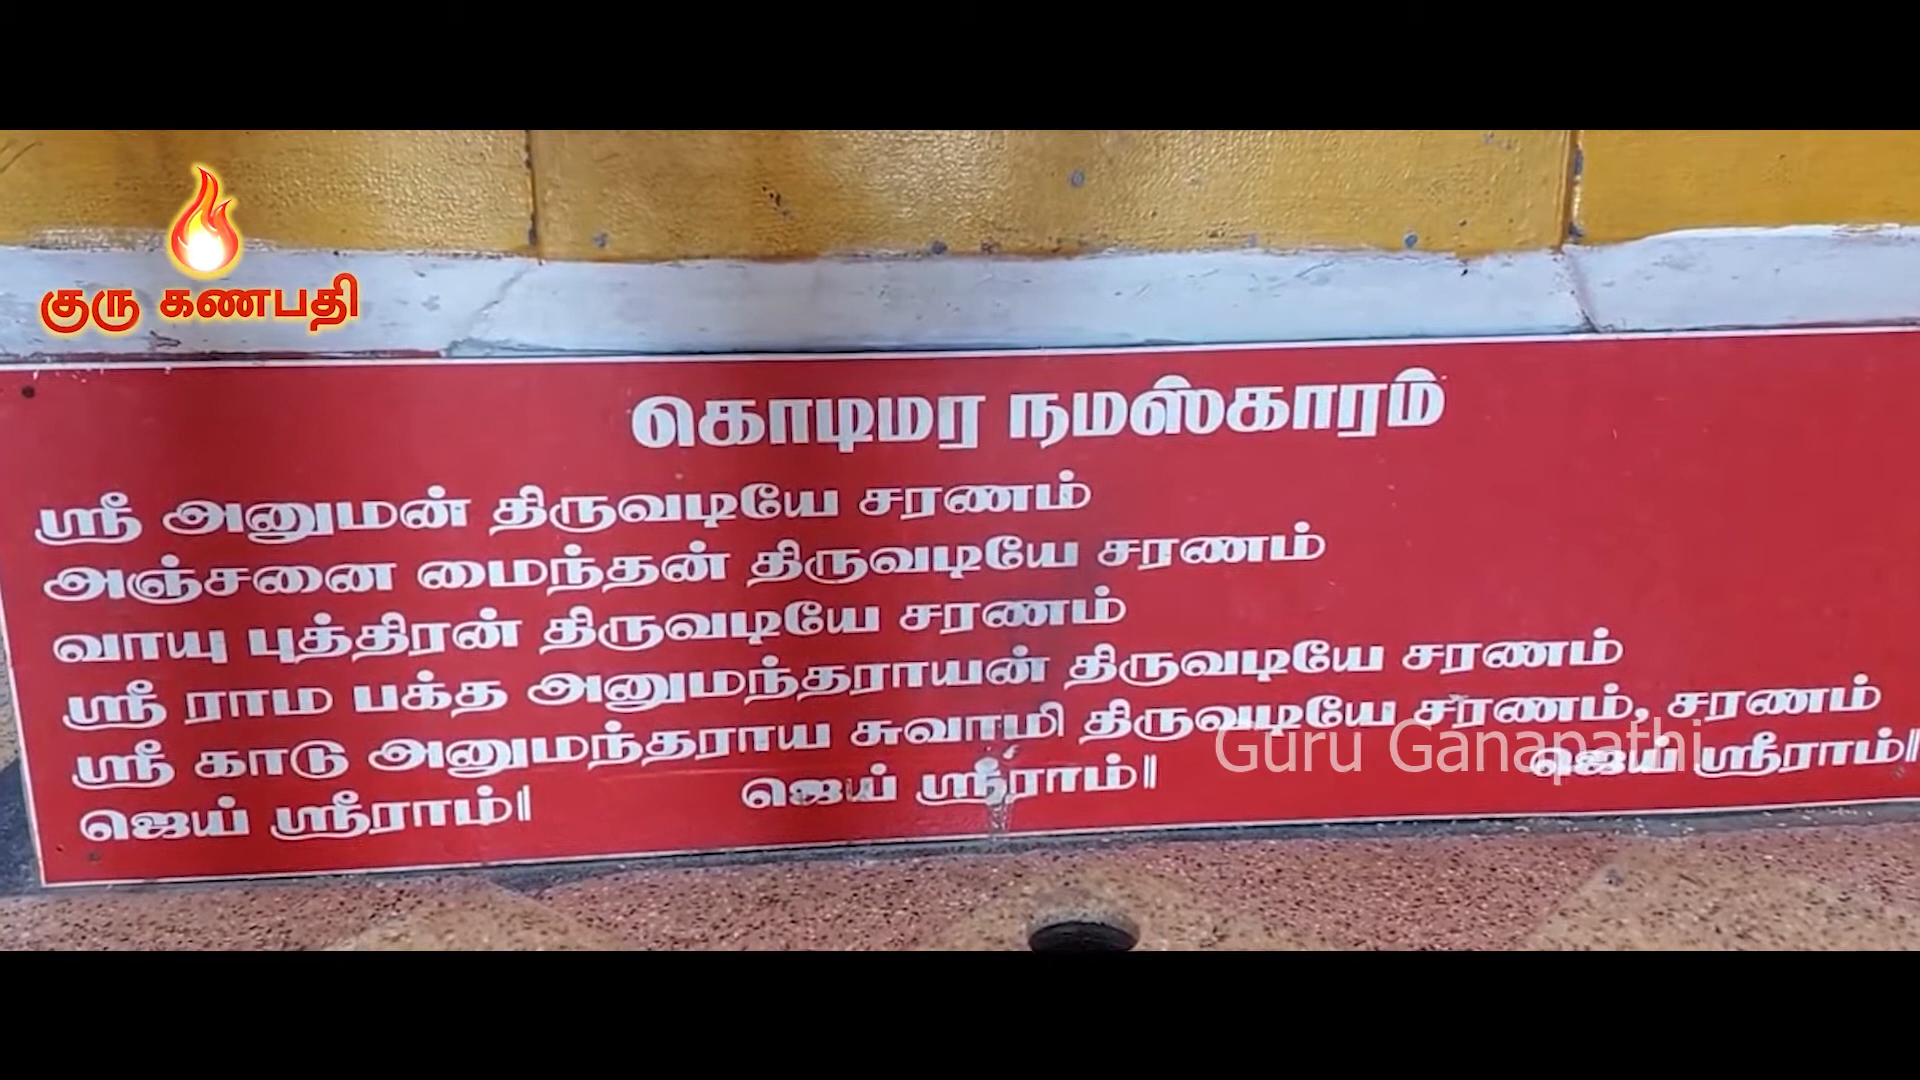 குரு கணபதி
கொடிமர நமஸ்காரம்
ஸ்ரீ அனுமன் திருவடியே சரணம்
அஞ்சனை மைந்தன் திருவடியே சரணம்
வாயு புத்திரன் திருவடியே சரணம்
ஸ்ரீ ராம பக்த அனுமந்தராயன் திருவடியே சரணம்
ஸ்ரீ காடு அனுமந்தராய சுவாமி திருவடியே சரணம், சரணம்
ஜெய் ஸ்ரீராம்‖ ஜெய் ஸ்ரீராம்‖ ஜெய் ஸ்ரீராம்‖
Guru Ganapathi